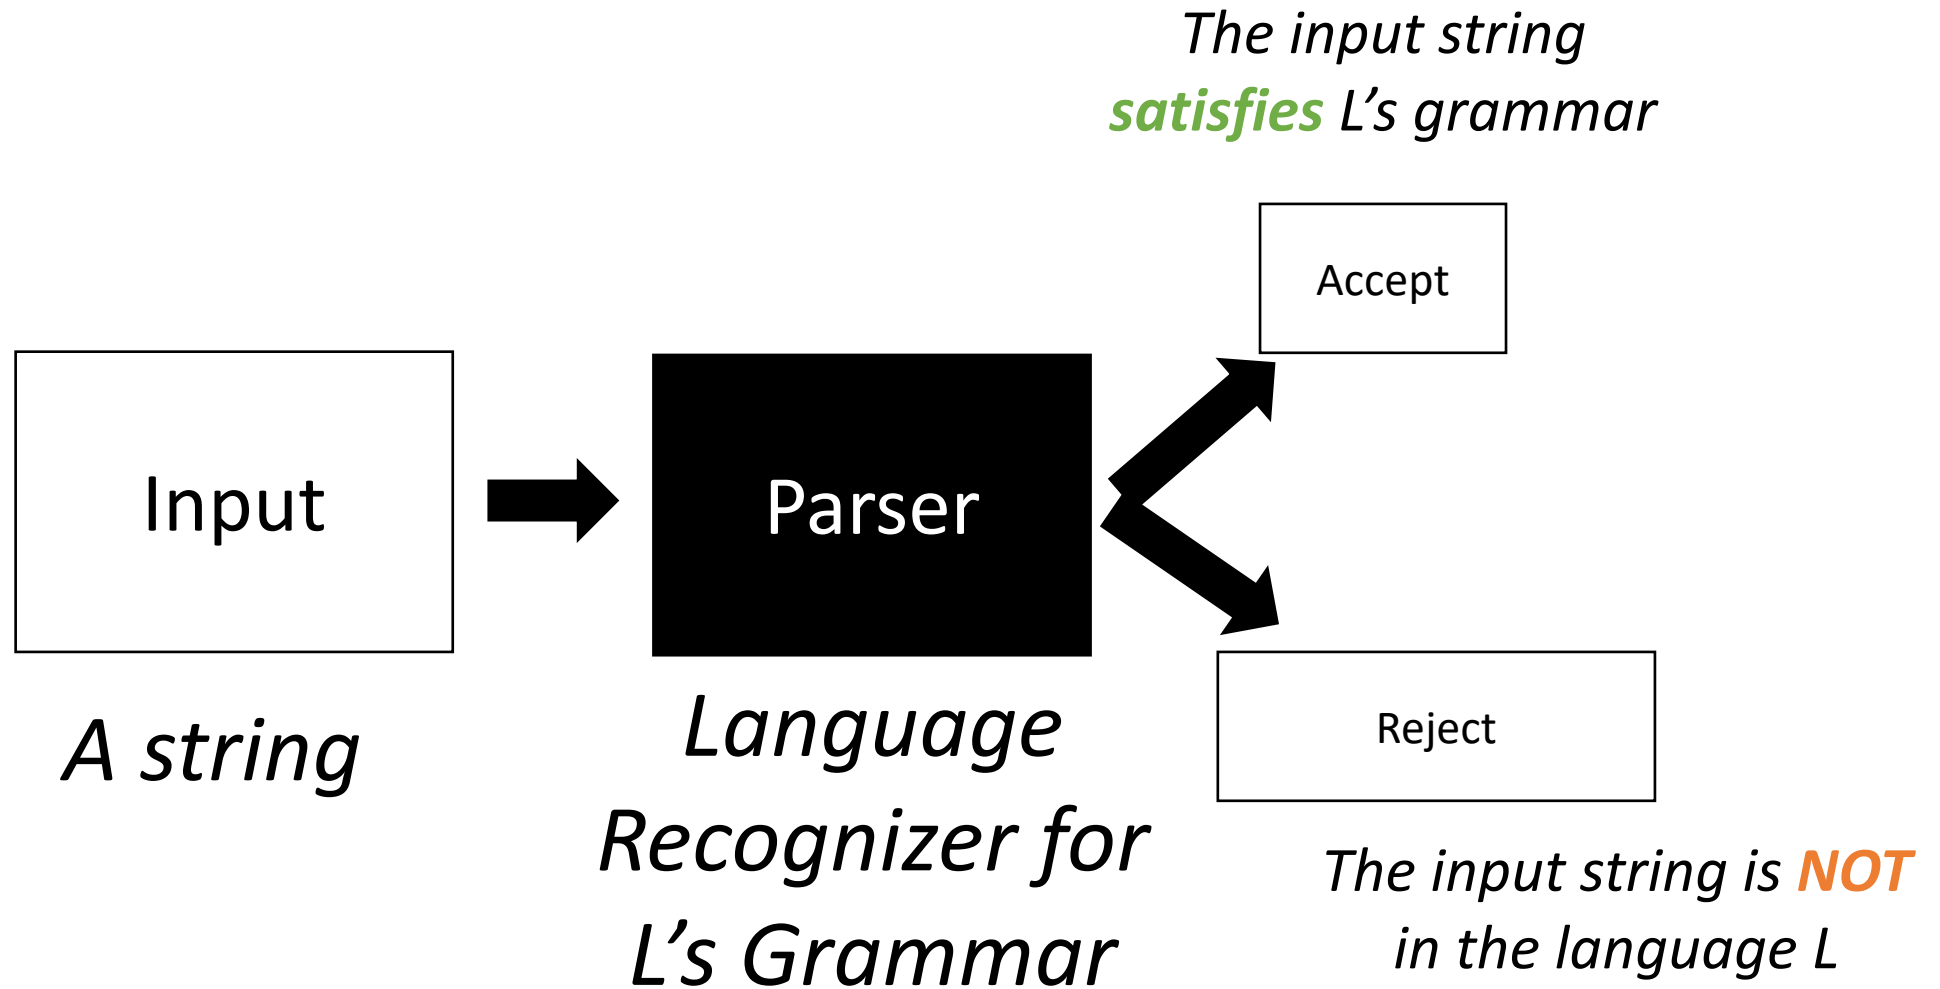 The input string
satisfies L’s grammar
Accept
Input
Parser
A string
Language
Recognizer for
L’s Grammar
Reject
The input string is NOT
in the language L